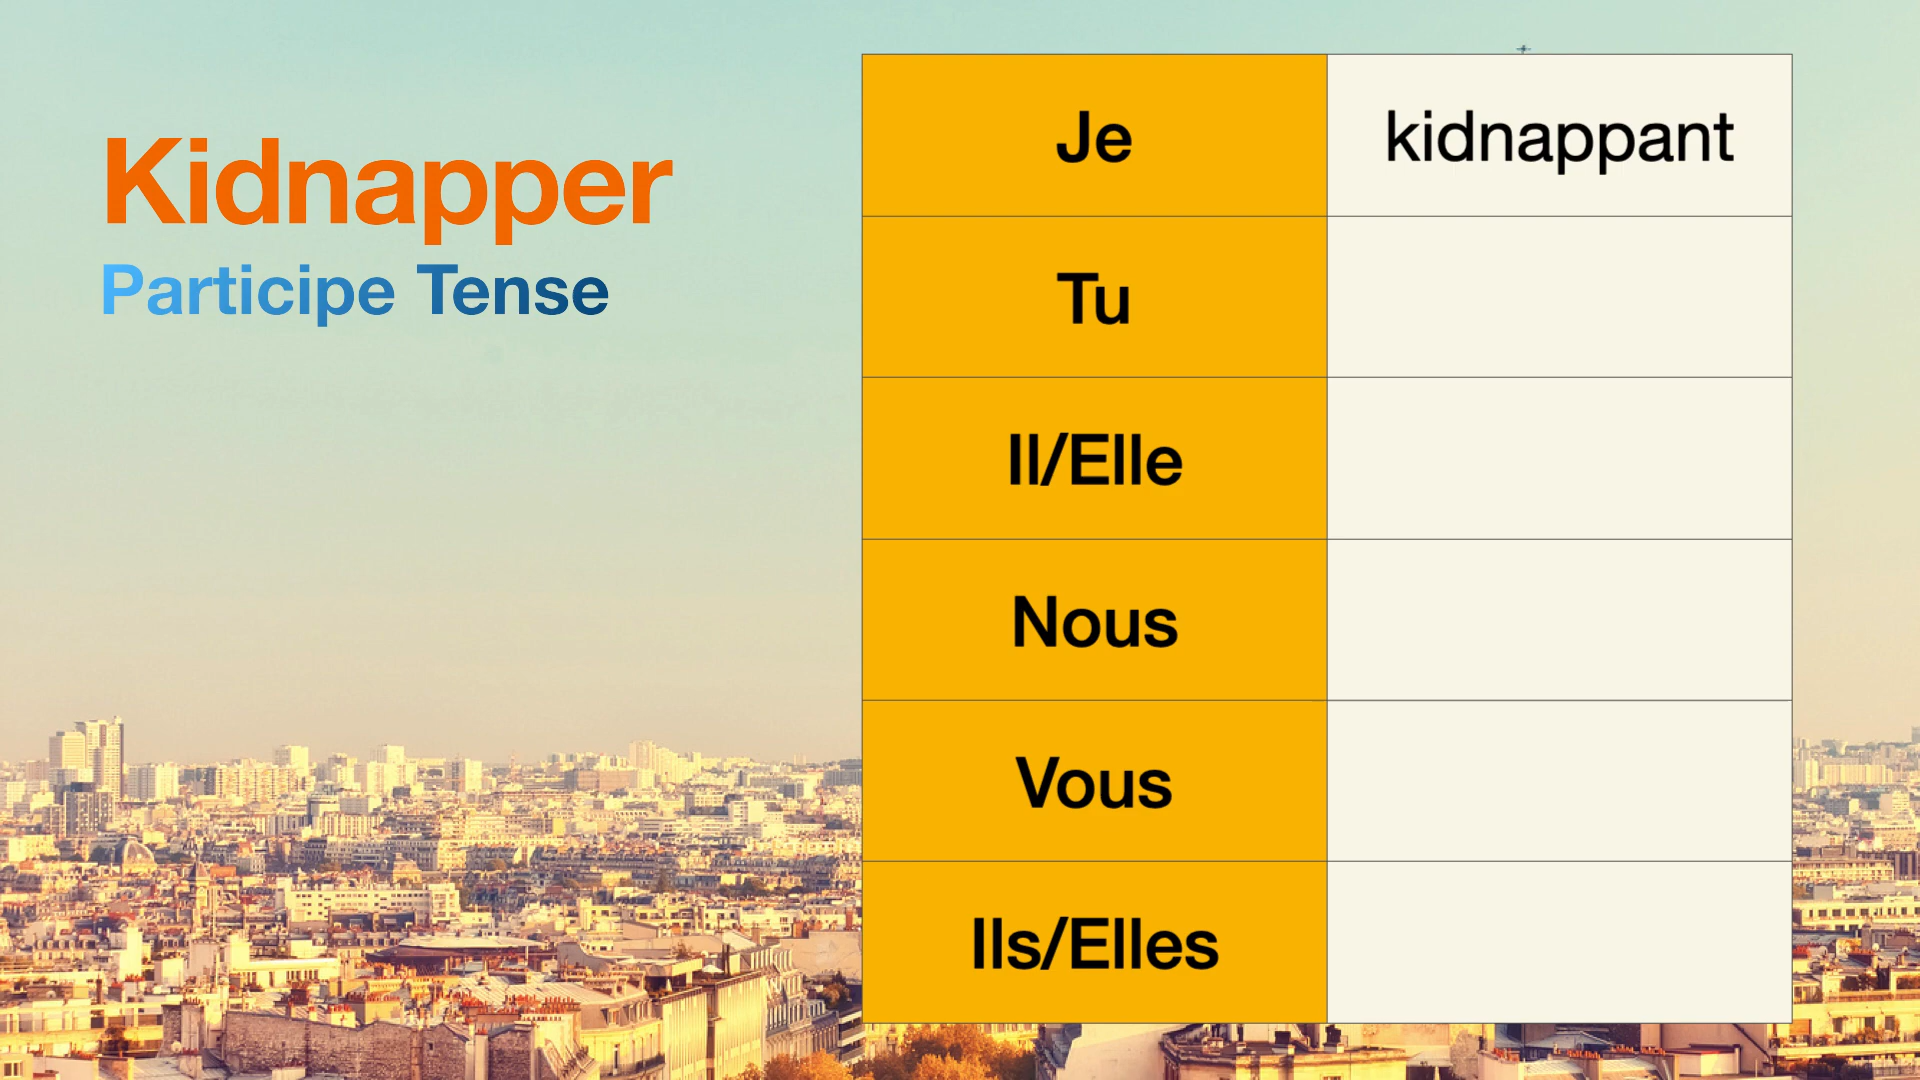 Kidnapper
Participe Tense
Je kidnappant
Tu
Il/Elle
Nous
Vous
Ils/Elles